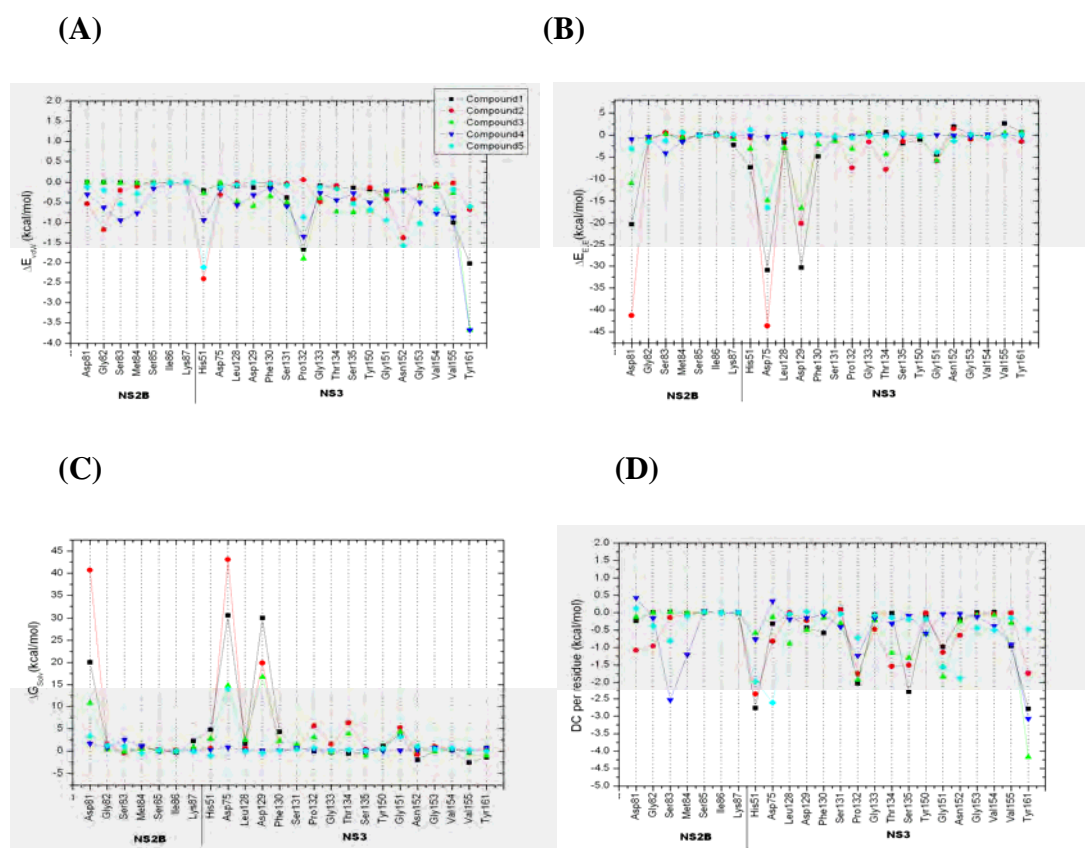 (A)
(B)
ΔEvdW (kcal/mol)
2.0
1.5
1.0
0.5
0.0
-0.5
-1.0
-1.5
-2.0
-2.5
-3.0
-3.5
-4.0
Compound1
Compound2
Compound3
Compound4
Compound5
--
Asp81
Gly82
Ser83
Met84
Ser85
Ile86
Lys87
His51
Asp75
Leu128
Asp129
Phe130
Ser131
Pro132
Gly133
Thr134
Ser135
Tyr150
Gly151
Asn152
Gly153
Val154
Val155
Tyr161
NS2B
NS3
ΔEE.E (kcal/mol)
5
0
-5
-10
-15
-20
-25
-30
-35
-40
-45
--
Asp81
Gly82
Ser83
Met84
Ser85
Ile86
Lys87
His51
Asp75
Leu128
Asp129
Phe130
Ser131
Pro132
Gly133
Thr134
Ser135
Tyr150
Gly151
Asn152
Gly153
Val154
Val155
Tyr161
NS2B
NS3
(C)
(D)
ΔGSolv (kcal/mol)
45
40
35
30
25
20
15
10
5
0
-5
--
Asp81
Gly82
Ser83
Met84
Ser85
Ile86
Lys87
His51
Asp75
Leu128
Asp129
Phe130
Ser131
Pro132
Gly133
Thr134
Ser135
Tyr150
Gly151
Asn152
Gly153
Val154
Val155
Tyr161
NS2B
NS3
DC per residue (kcal/mol)
2.0
1.5
1.0
0.5
0.0
-0.5
-1.0
-1.5
-2.0
-2.5
-3.0
-3.5
-4.0
-4.5
-5.0
--
Asp81
Gly82
Ser83
Met84
Ser85
Ile86
Lys87
His51
Asp75
Leu128
Asp129
Phe130
Ser131
Pro132
Gly133
Thr134
Ser135
Tyr150
Gly151
Asn152
Gly153
Val154
Val155
Tyr161
NS2B
NS3